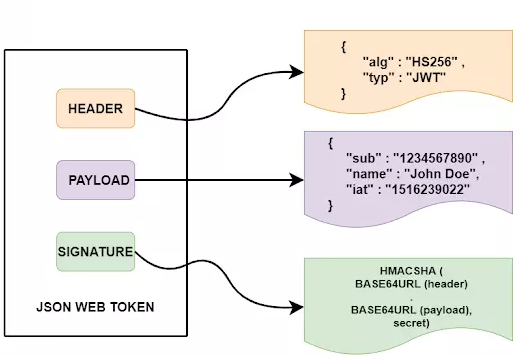 HEADER
PAYLOAD
SIGNATURE
JSON WEB TOKEN
{
"alg" : "HS256" ,
"typ" : "JWT"
}
{
"sub" : "1234567890" ,
"name" : "John Doe",
"iat" : "1516239022"
}
HMACSHA (
BASE64URL (header)
.
BASE64URL (payload),
secret)